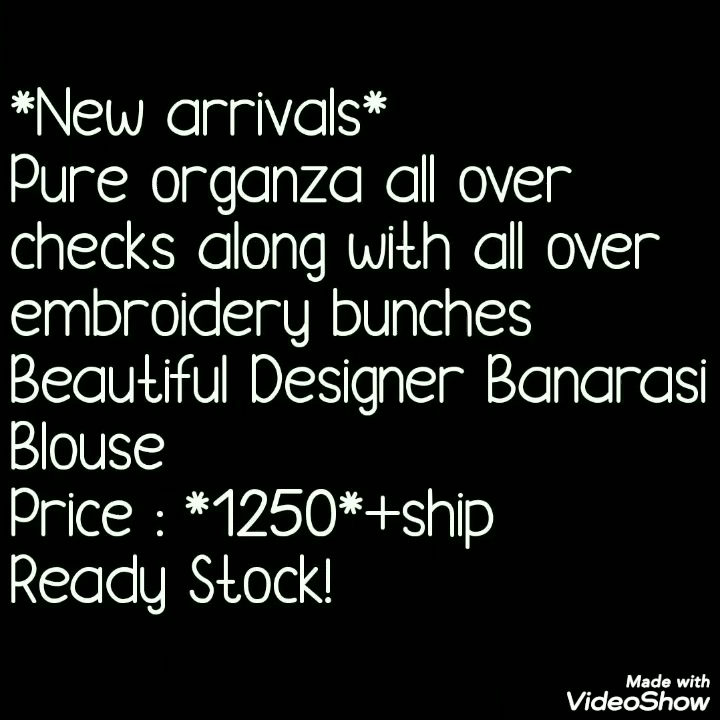 *New arrivals*
Pure organza all over
checks along with all over
embroidery bunches
Beautiful Designer Banarasi
Blouse
Price : *1250*+ship
Ready Stock!
Made with
VideoShow